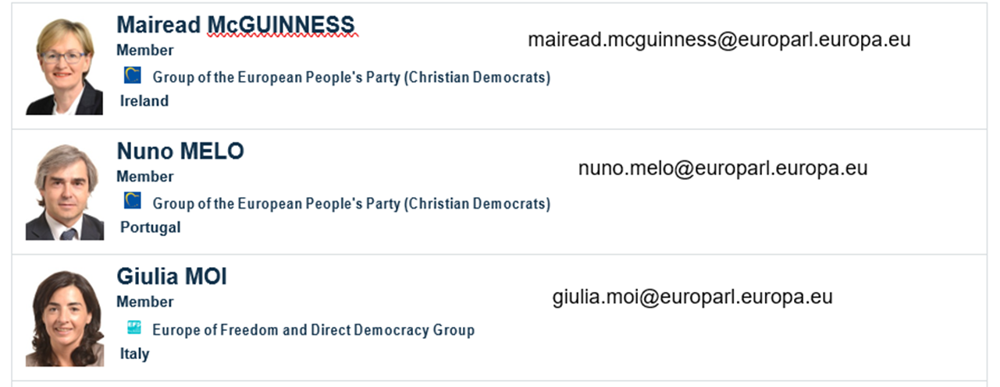 Mairead McGUINNESS
mairead.mcguinness@europarl.europa.eu
Member
Group of the European People's Party (Christian Democrats)
Ireland
Nuno MELO
nuno.melo@europarl.europa.eu
Member
Group of the European People's Party (Christian Democrats)
Portugal
Giulia MOI
giulia.moi@europarl.europa.eu
Member
EFD
Europe of Freedom and Direct Democracy Group
Italy